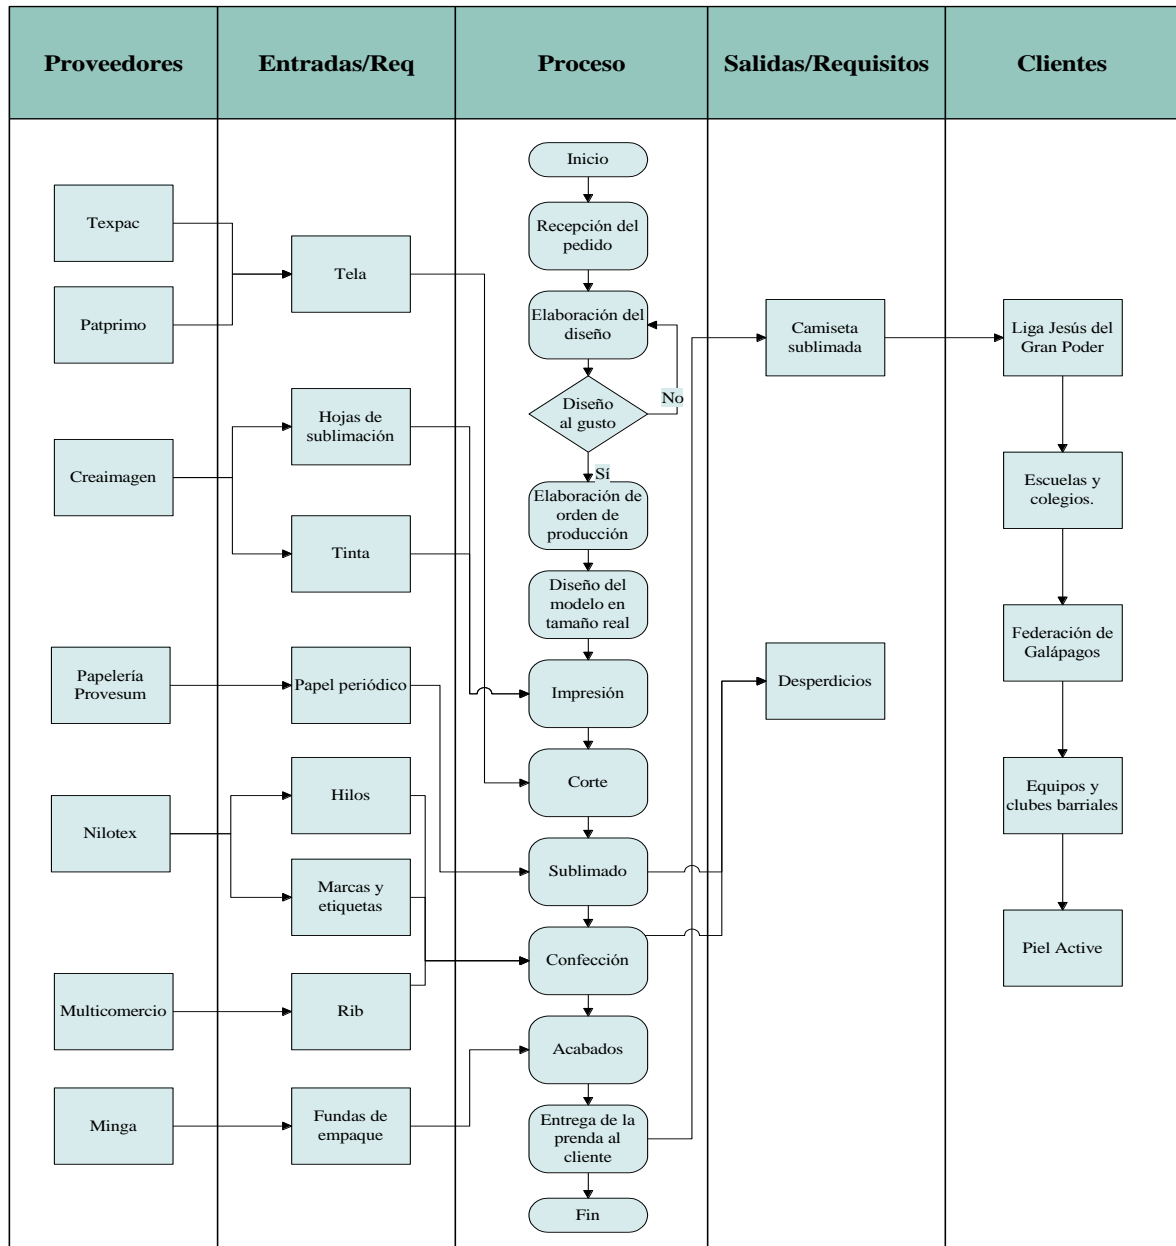 Proveedores
Entradas/Req
Proceso
Salidas/Requisitos
Clientes
Texpac
Patprimo
Creaimagen
Papelería
Provesum
Nilotex
Multicomercio
Minga
Tela
Hojas de
sublimación
Tinta
Papel periódico
Hilos
Marcas y
etiquetas
Rib
Fundas de
empaque
Inicio
Recepción del
pedido
Elaboración del
diseño
Diseño
al gusto
No
Sí
Elaboración de
orden de
producción
Diseño del
modelo en
tamaño real
Impresión
Corte
Sublimado
Confección
Acabados
Entrega de la
prenda al
cliente
Fin
Camiseta
sublimada
Desperdicios
Liga Jesús del
Gran Poder
Escuelas y
colegios.
Federación de
Galápagos
Equipos y
clubes barriales
Piel Active